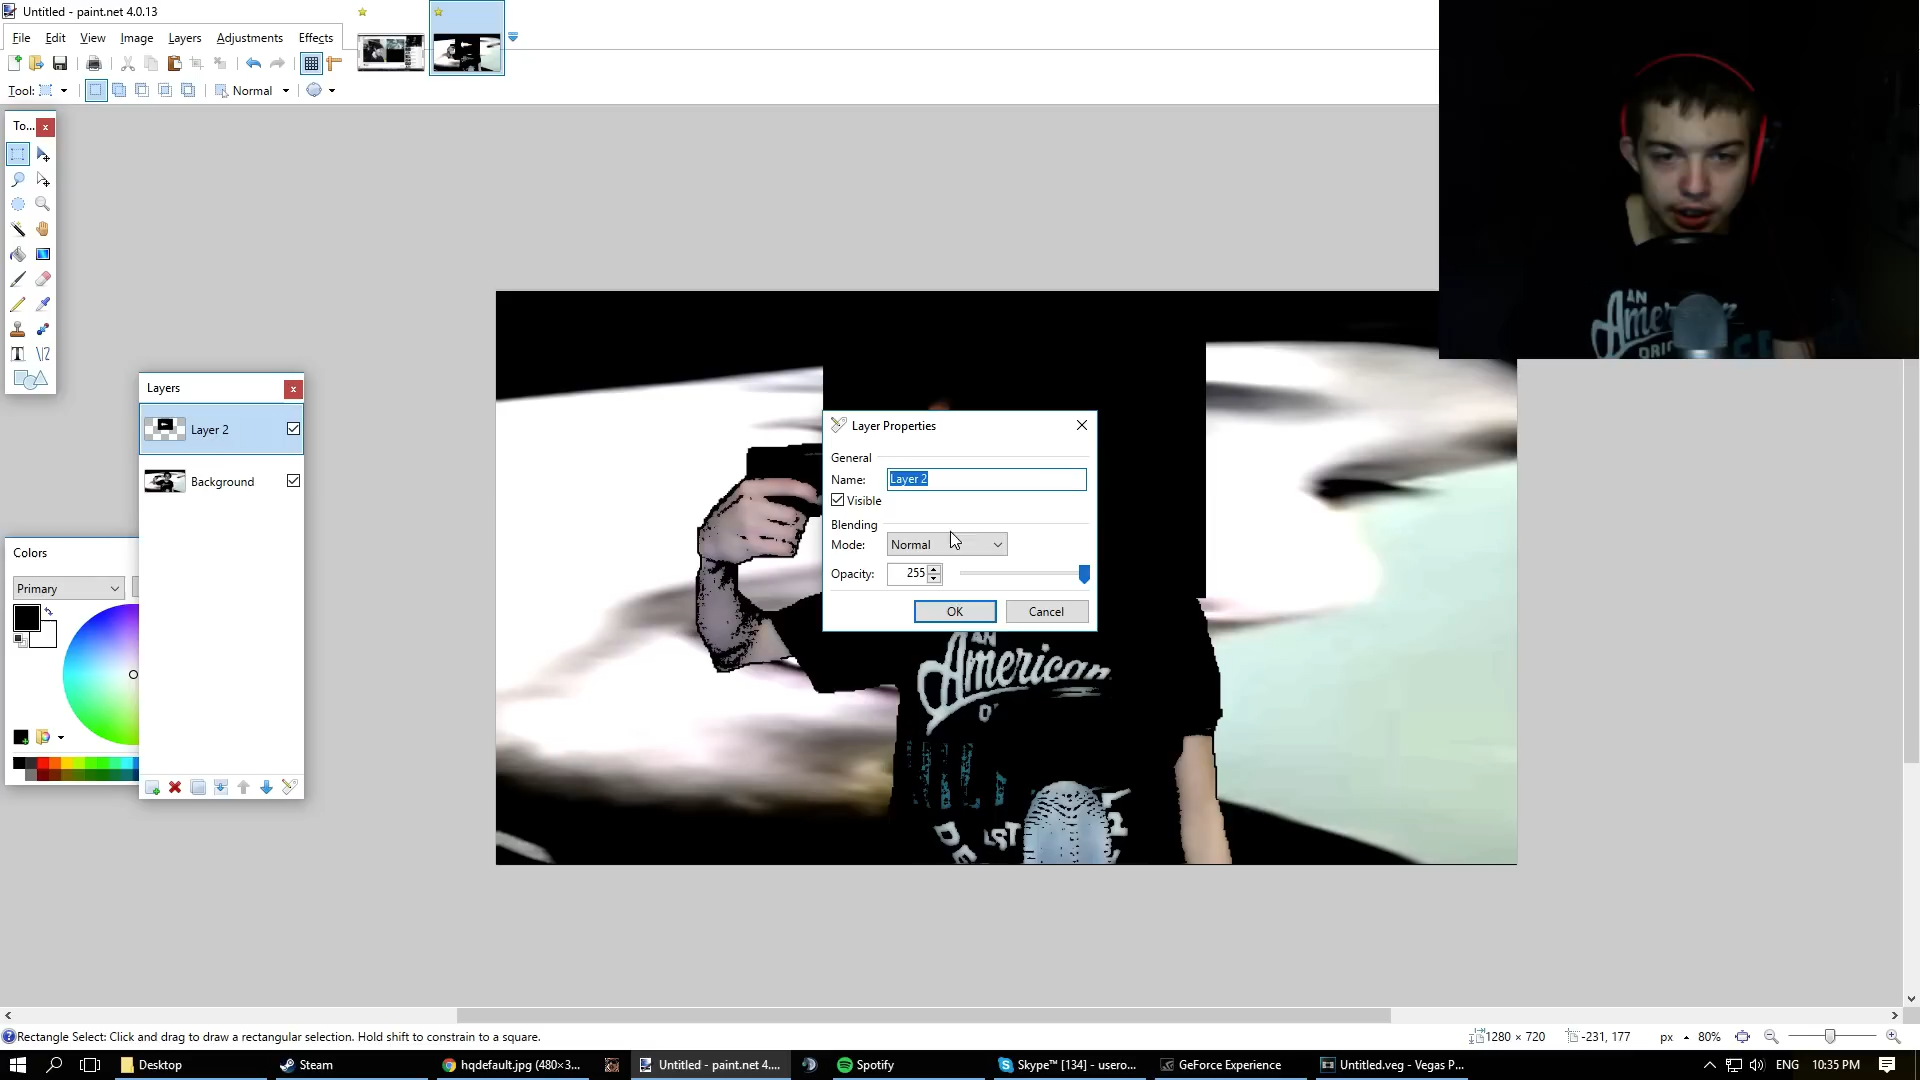 Untitled - paint.net 4.0.13
File Edit View Image Layers Adjustments Effects
Tool: Normal
To...
Layers
Layer 2
Background
Colors
Primary
Layer Properties
General
Name: Layer 2
Visible
Blending
Mode: Normal
Opacity: 255
OK Cancel
AN
American
AN
DRI
Rectangle Select: Click and drag to draw a rectangular selection. Hold shift to constrain to a square.
1280 × 720
-231, 177
px
80%
Desktop
Steam
hqdefault.jpg (480×3...
Untitled - paint.net 4....
Spotify
Skype™ [134] - usero...
GeForce Experience
Untitled.veg - Vegas P...
ENG
10:35 PM